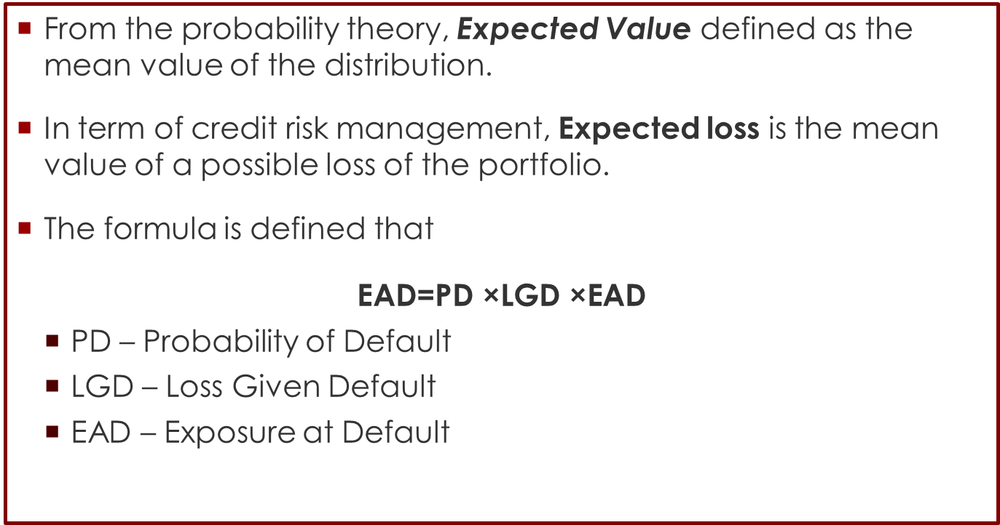 From the probability theory, Expected Value defined as the
mean value of the distribution.
In term of credit risk management, Expected loss is the mean
value of a possible loss of the portfolio.
The formula is defined that
EAD=PD ×LGD ×EAD
PD – Probability of Default
LGD – Loss Given Default
EAD – Exposure at Default